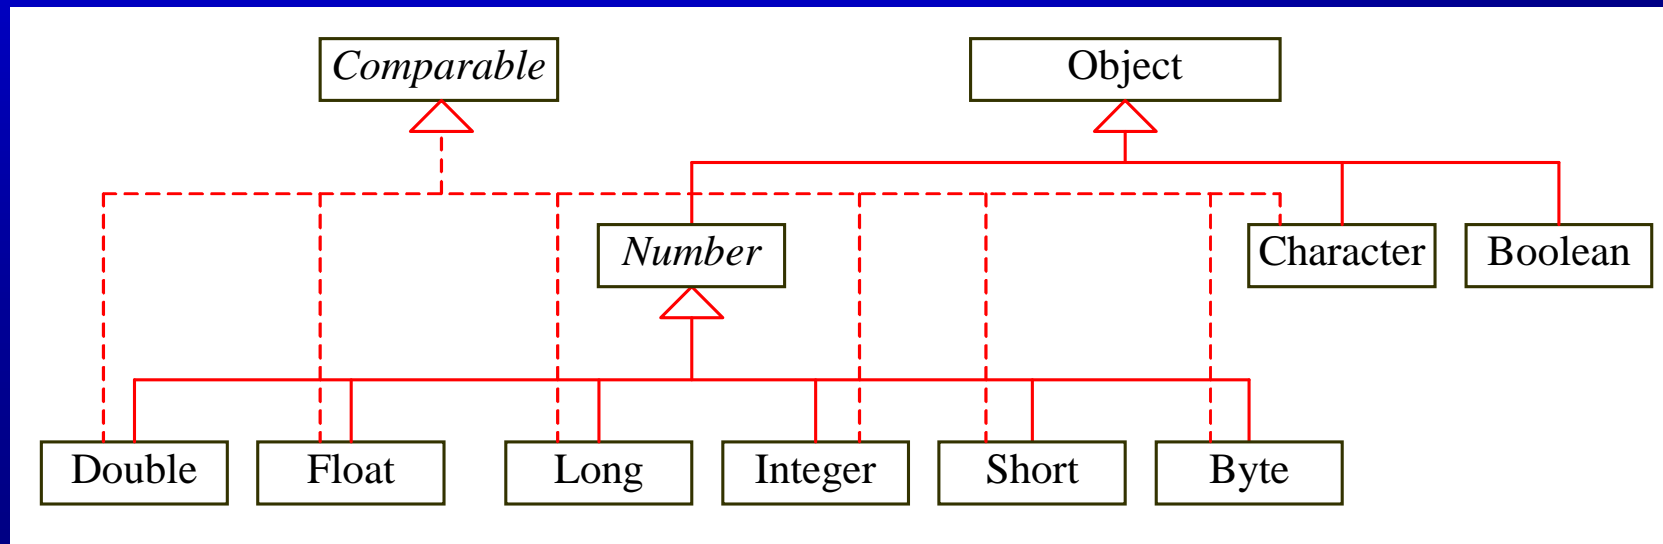 Comparable
Object
Number
Character
Boolean
Double
Float
Long
Integer
Short
Byte